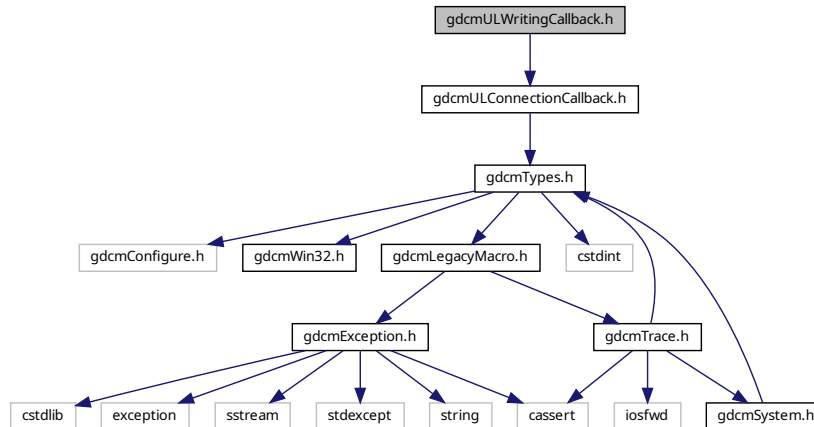 gdcmULWritingCallback.h
gdcmULConnectionCallback.h
gdcmTypes.h
gdcmConfigure.h
gdcmWin32.h
gdcmLegacyMacro.h
cstdint
gdcmException.h
gdcmTrace.h
cstdlib
exception
sstream
stdexcept
string
cassert
iosfwd
gdcmSystem.h